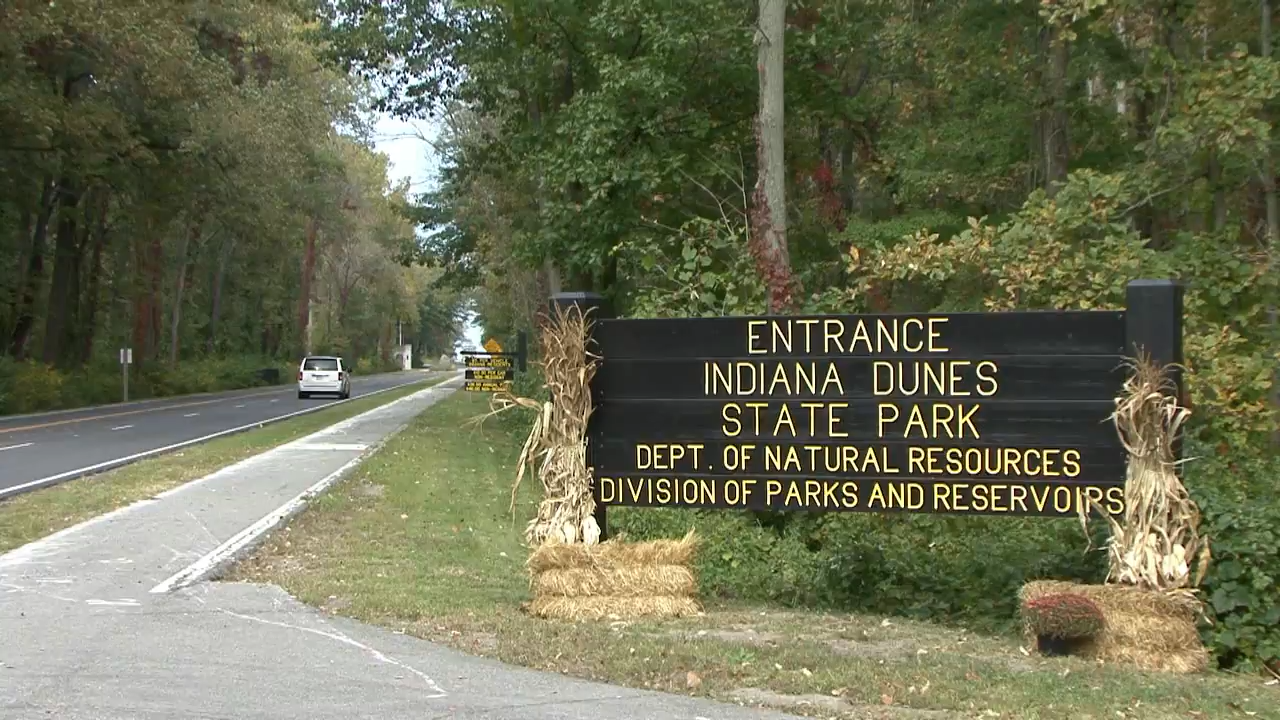 ENTRANCE
INDIANA DUNES
STATE PARK
DEPT. OF NATURAL RESOURCES
DIVISION OF PARKS AND RESERVOIRS